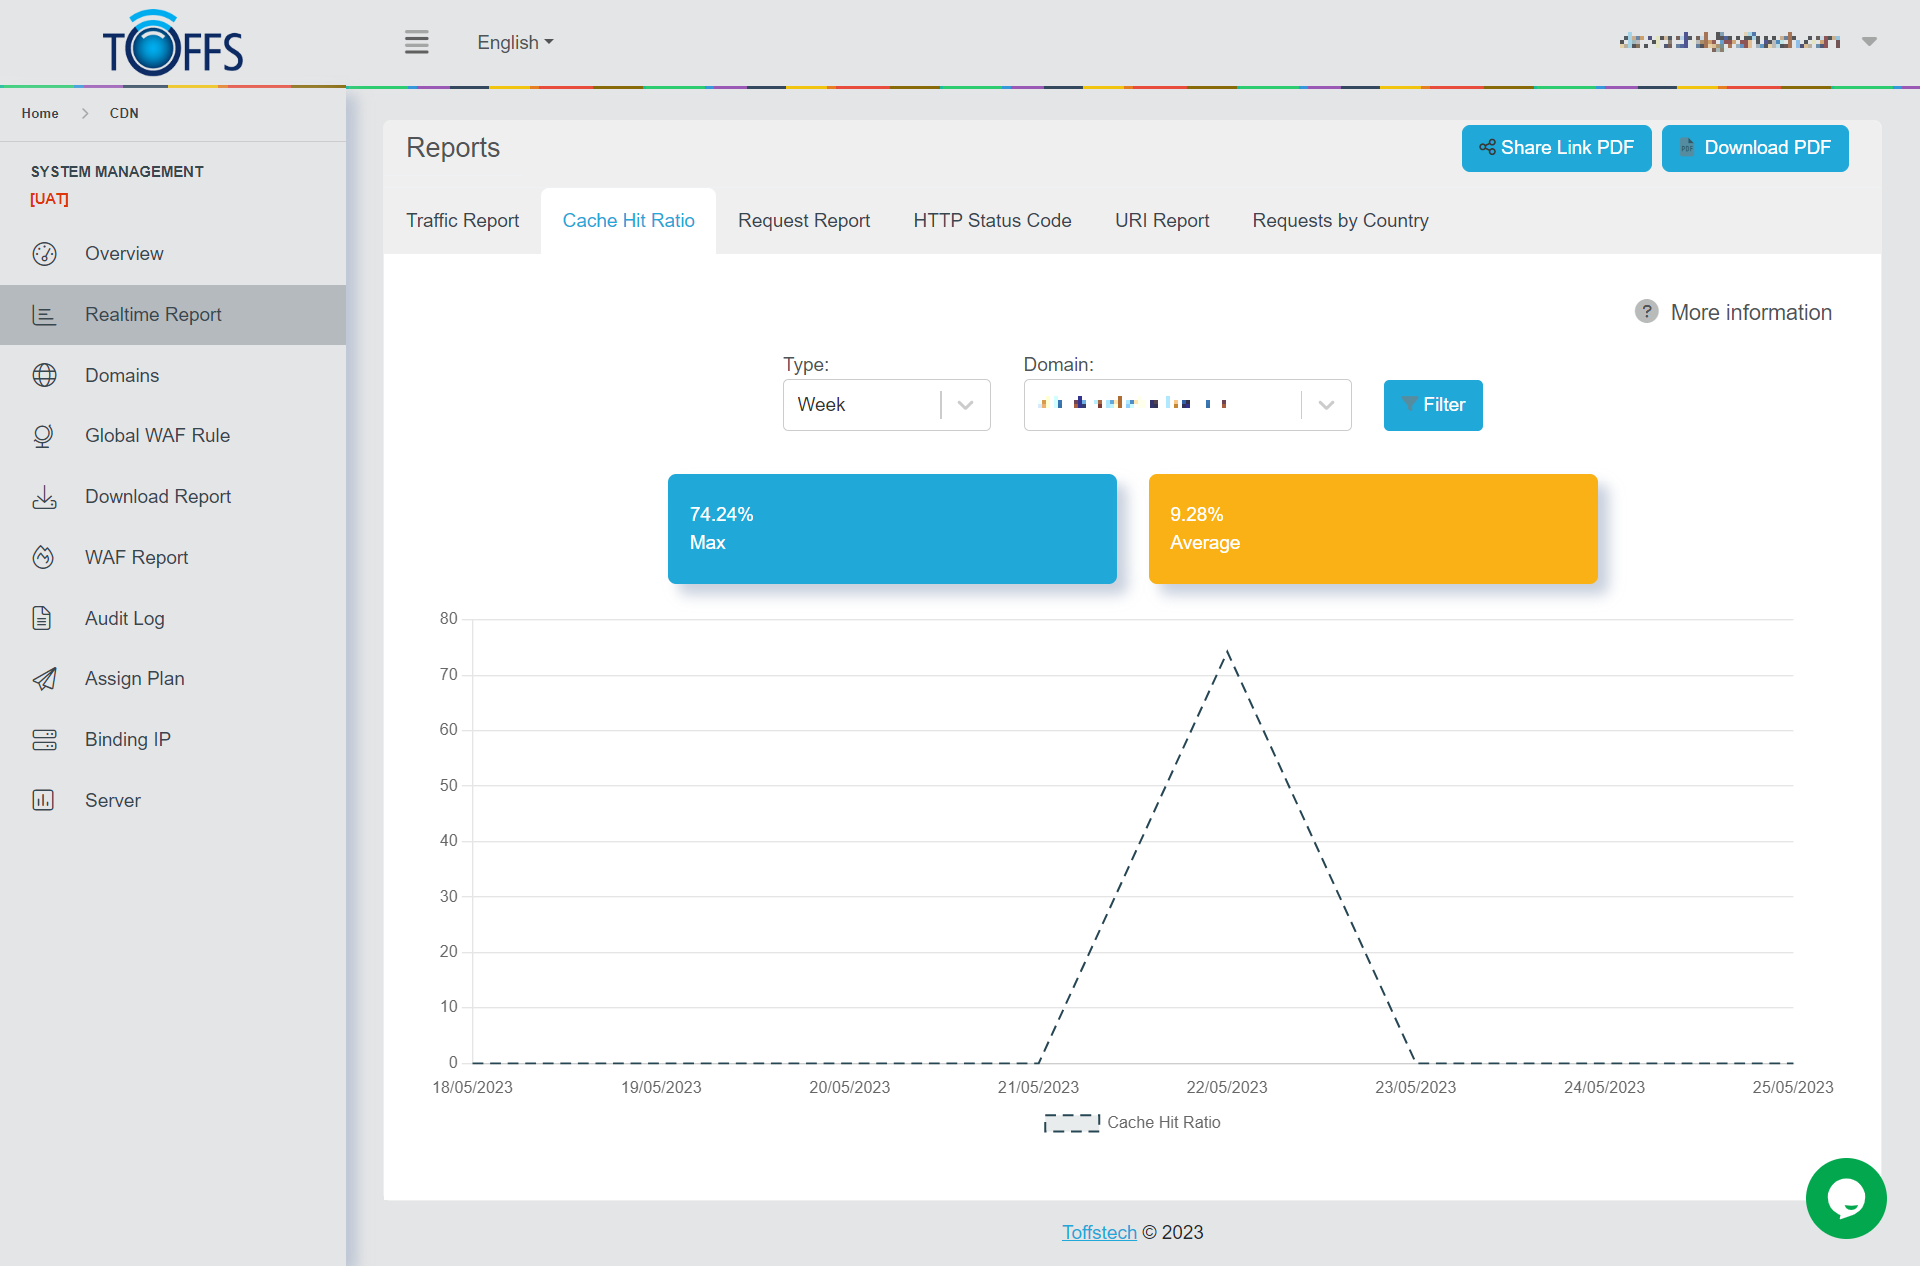 TOFFS
English
Home > CDN
SYSTEM MANAGEMENT
[UAT]
Overview
Realtime Report
Domains
Global WAF Rule
Download Report
WAF Report
Audit Log
Assign Plan
Binding IP
Server
Reports
Share Link PDF
PDF Download PDF
Traffic Report Cache Hit Ratio Request Report HTTP Status Code URI Report Requests by Country
? More information
Type: Domain:
Week
Filter
74.24%
Max
9.28%
Average
80
70
60
50
40
30
20
10
0
18/05/2023 19/05/2023 20/05/2023 21/05/2023 22/05/2023 23/05/2023 24/05/2023 25/05/2023
Cache Hit Ratio
Toffstech © 2023